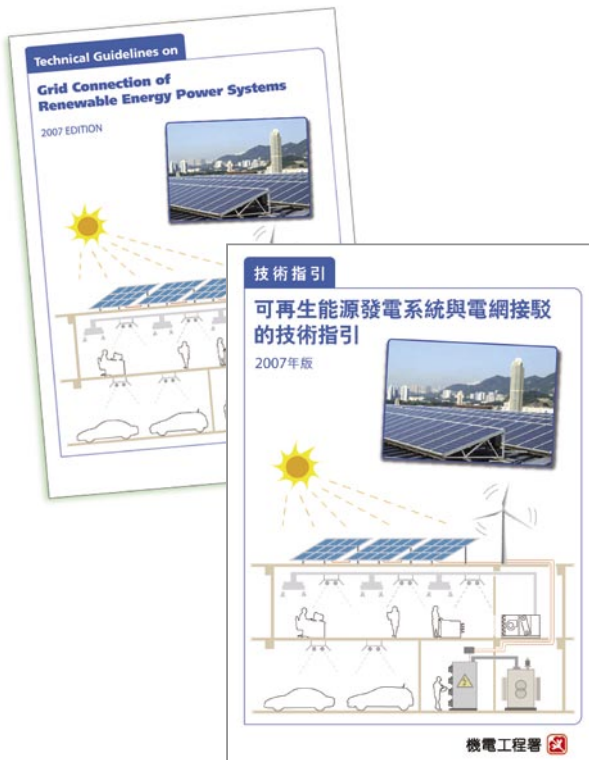 Technical Guidelines on
Grid Connection of
Renewable Energy Power Systems
2007 EDITION
技術指引
可再生能源發電系統與電網接駁
的技術指引
2007年版
機電工程署